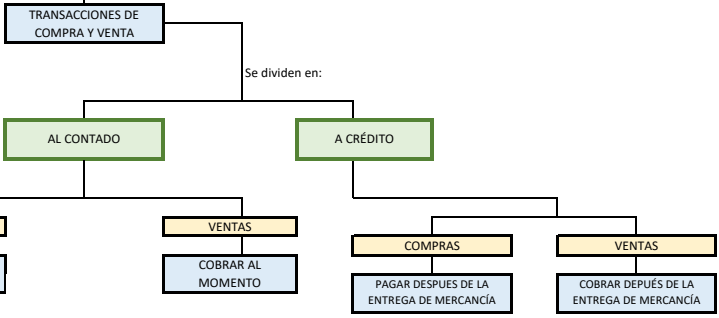 TRANSACCIONES DE
COMPRA Y VENTA
Se dividen en:
AL CONTADO
A CRÉDITO
VENTAS
COBRAR AL
MOMENTO
COMPRAS
PAGAR DESPUES DE LA
ENTREGA DE MERCANCÍA
VENTAS
COBRAR DEPUÉS DE LA
ENTREGA DE MERCANCÍA